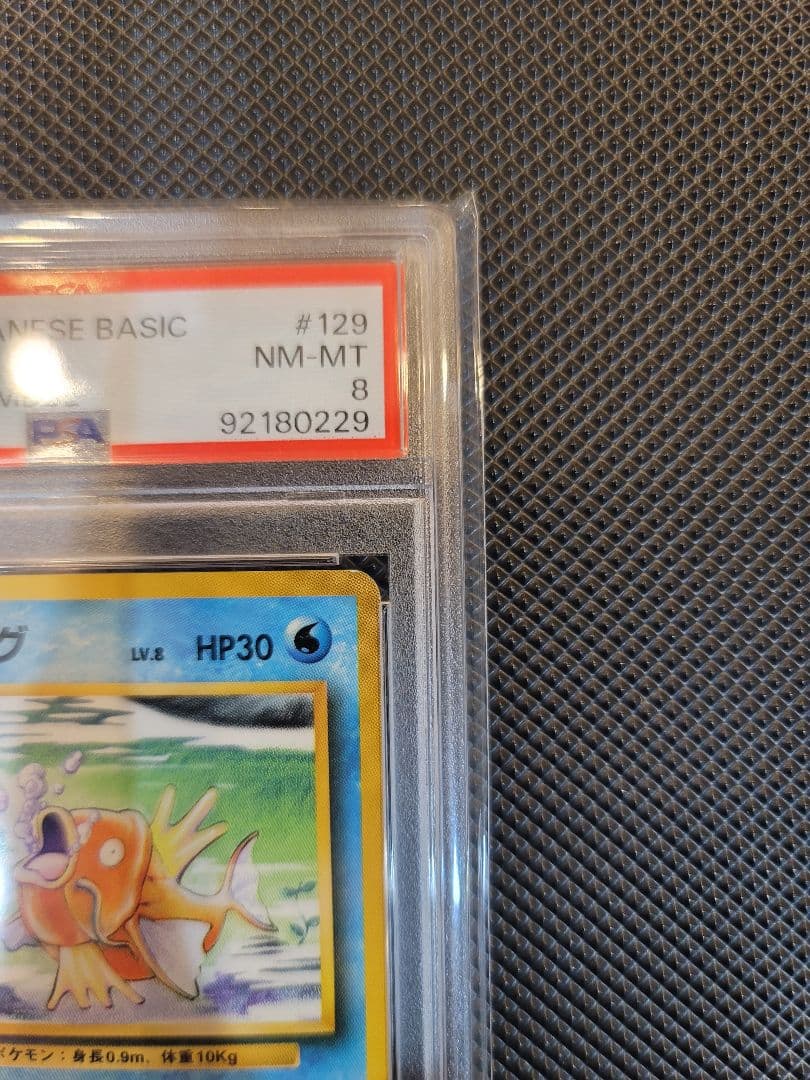 ANESE BASIC #129
NM-MT
8
PSA 92180229
グ LV.8 HP30
ポケモン：身長0.9m、体重10Kg